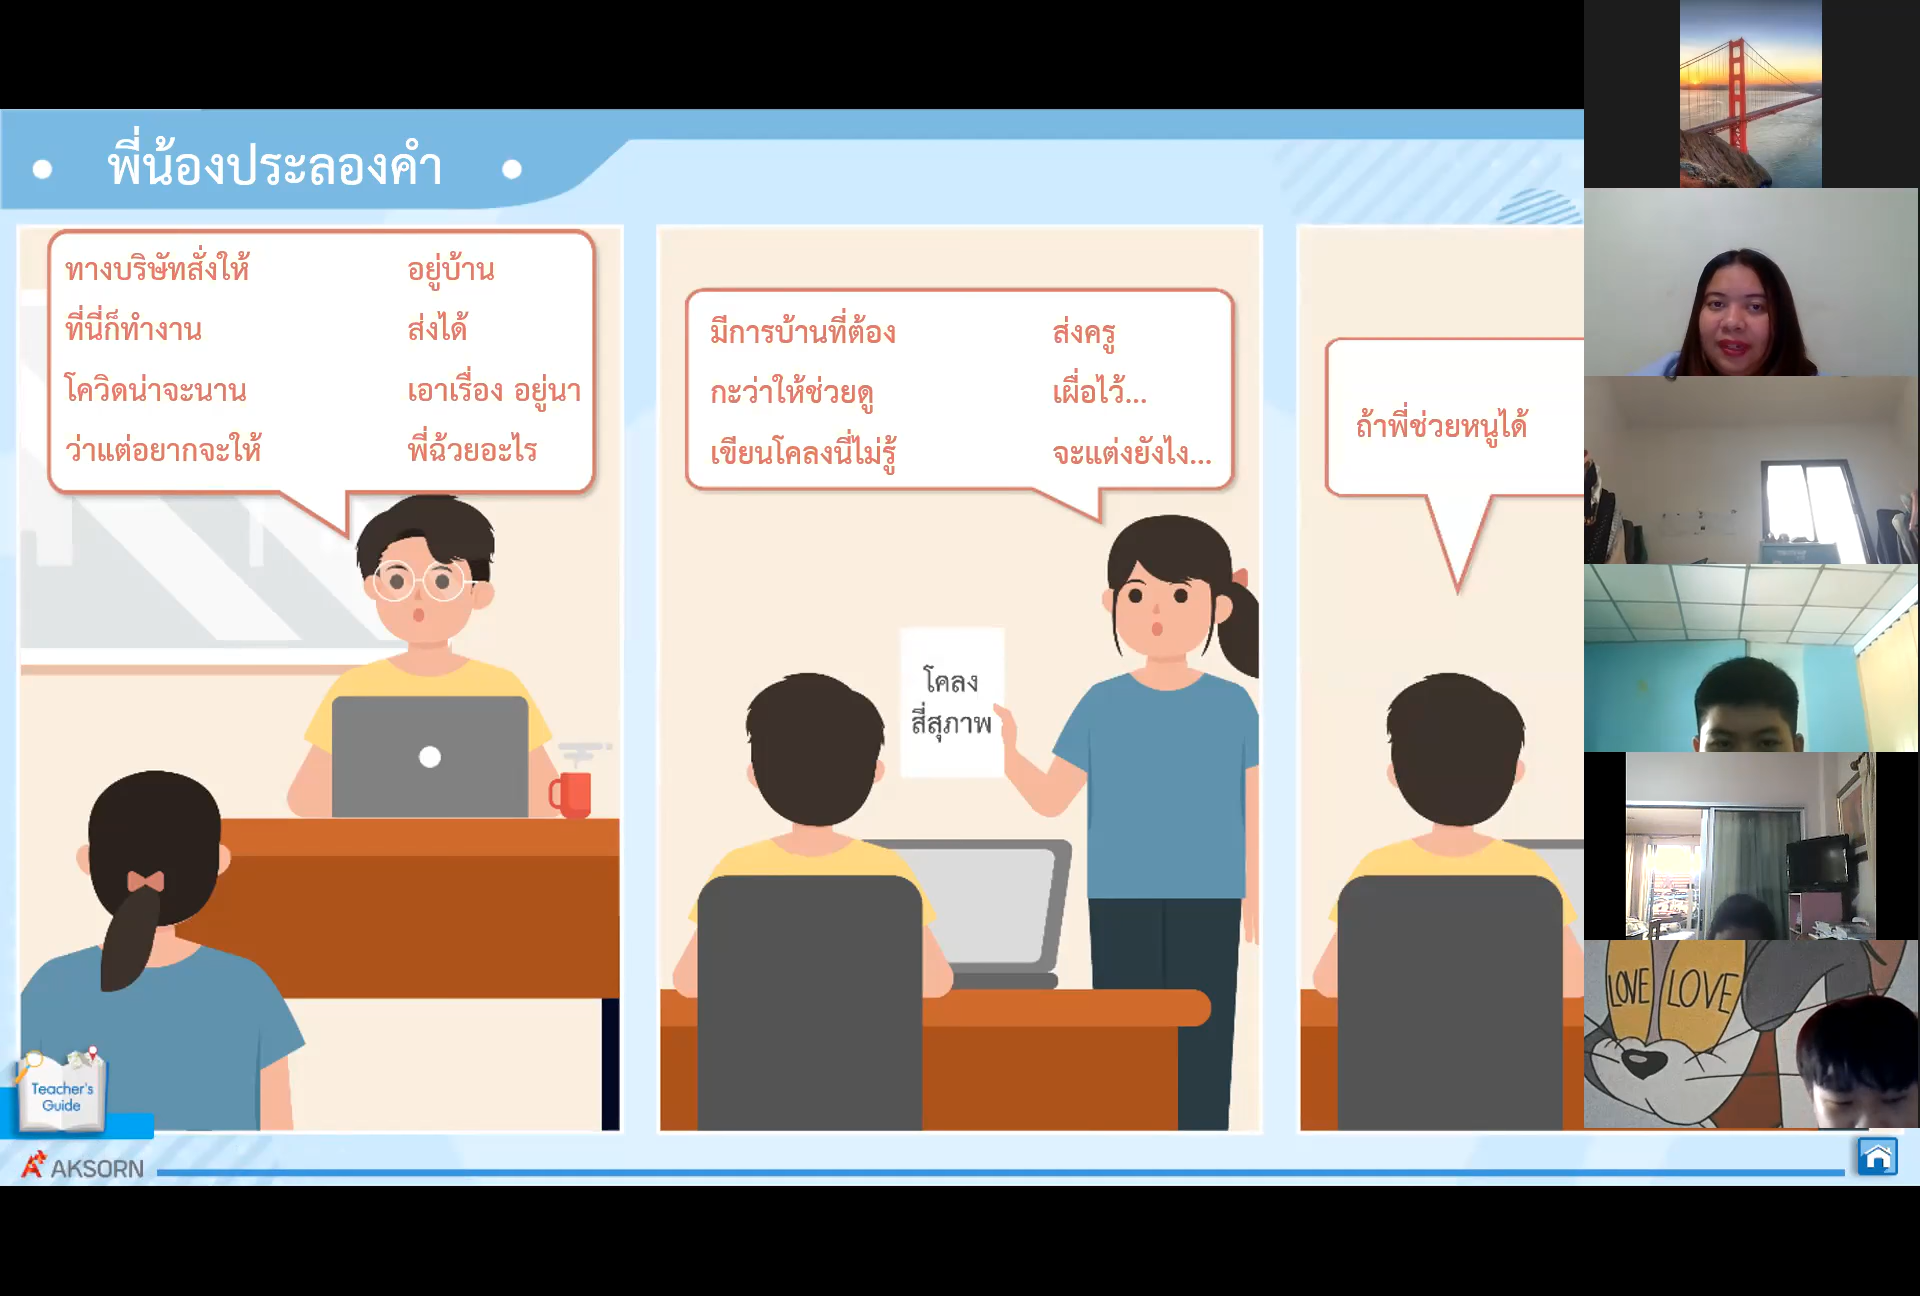 พี่น้องประลองคำ
ทางบริษัทสั่งให้ อยู่บ้าน
ที่นี่ก็ทำงาน ส่งได้
โควิดน่าจะนาน เอาเรื่อง อยู่นา
ว่าแต่อยากจะให้ พี่ฉ้วยอะไร
มีการบ้านที่ต้อง ส่งครู
กะว่าให้ช่วยดู เผื่อไว้...
เขียนโคลงนี่ไม่รู้ จะแต่งยังไง...
ถ้าพี่ช่วยหนูได้
โคลง
สี่สุภาพ
Teacher's
Guide
AKSORN
LOVE LOVE